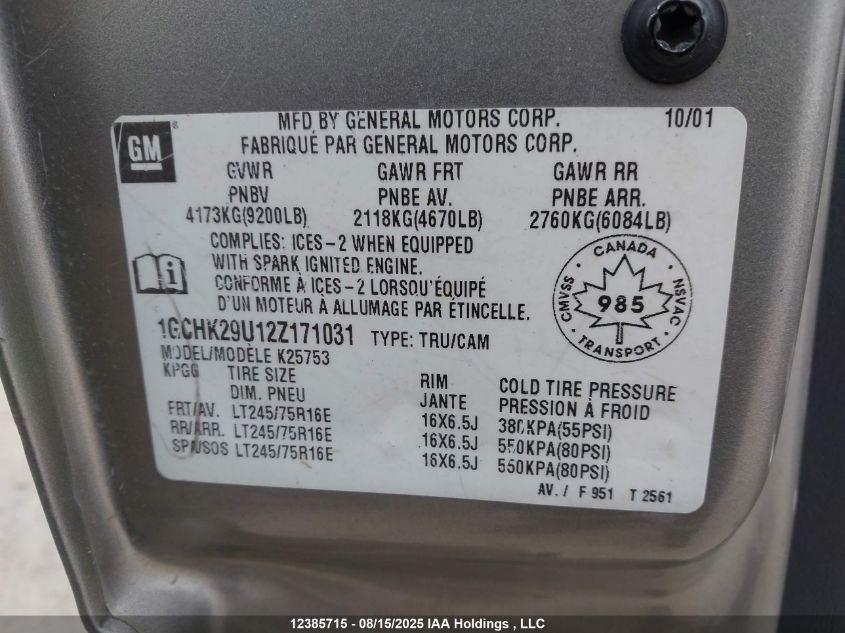 GM
MFD BY GENERAL MOTORS CORP. 10/01
FABRIQUÉ PAR GENERAL MOTORS CORP.
GVWR GAWR FRT GAWR RR
PNBV PNBE AV. PNBE ARR.
4173KG(9200LB) 2118KG(4670LB) 2760KG(6084LB)
COMPLIES: ICES-2 WHEN EQUIPPED
WITH SPARK IGNITED ENGINE.
CONFORME À ICES-2 LORSQU'ÉQUIPÉ
D'UN MOTEUR À ALLUMAGE PAR ÉTINCELLE.
CANADA
CMVSS 985 NSVAC
TRANSPORT
1GCHK29U12Z171031 TYPE: TRU/CAM
MODEL/MODÈLE K25753
KPGG TIRE SIZE RIM COLD TIRE PRESSURE
DIM. PNEU JANTE PRESSION À FROID
FRT/AV. LT245/75R16E 16X6.5J 380KPA(55PSI)
RR/ARR. LT245/75R16E 16X6.5J 550KPA(80PSI)
SPA/SOS LT245/75R16E 16X6.5J 550KPA(80PSI)
AV. / F 951 T 2561
12385715 - 08/15/2025 IAA Holdings , LLC